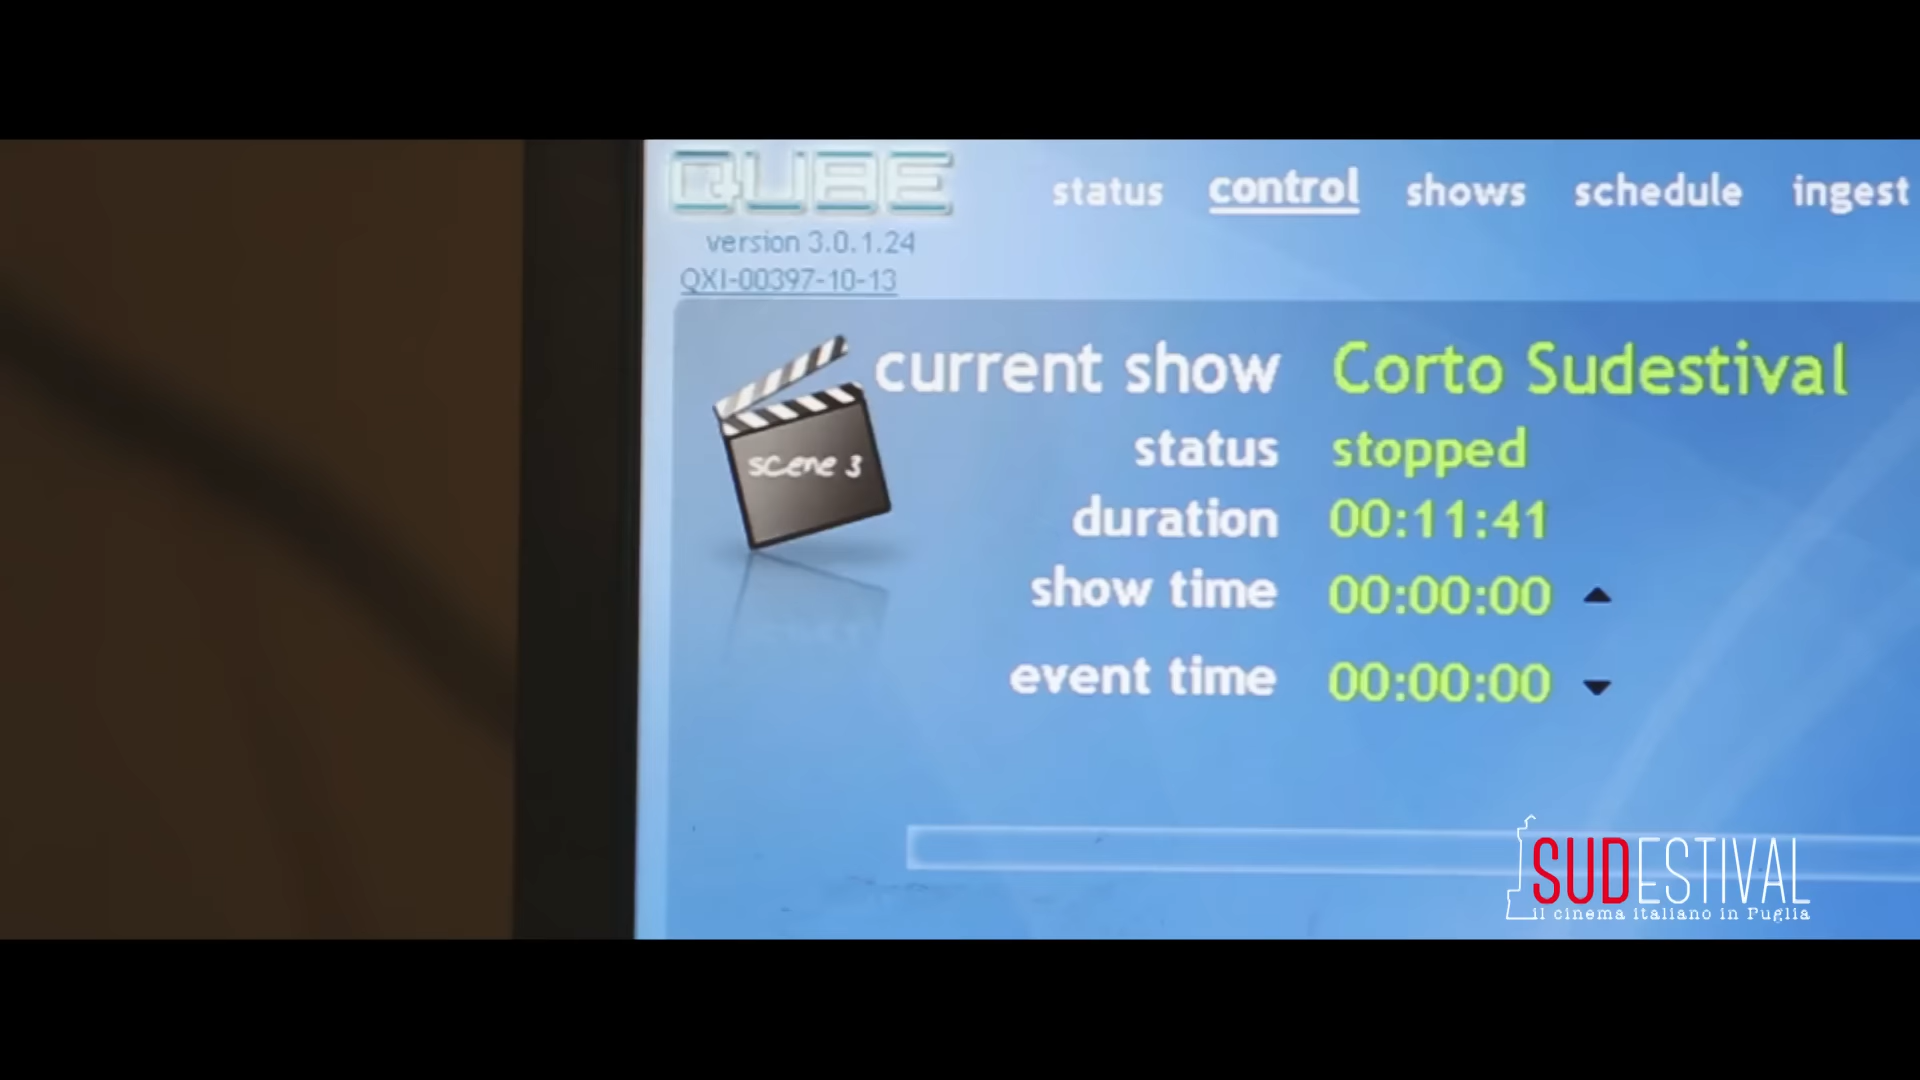 QUBE
status control shows schedule ingest
version 3.0.1.24
QXI-00397-10-13
current show Corto Sudestival
scene 3
status stopped
duration 00:11:41
show time 00:00:00
event time 00:00:00
SUDESTIVAL
il cinema italiano in Puglia